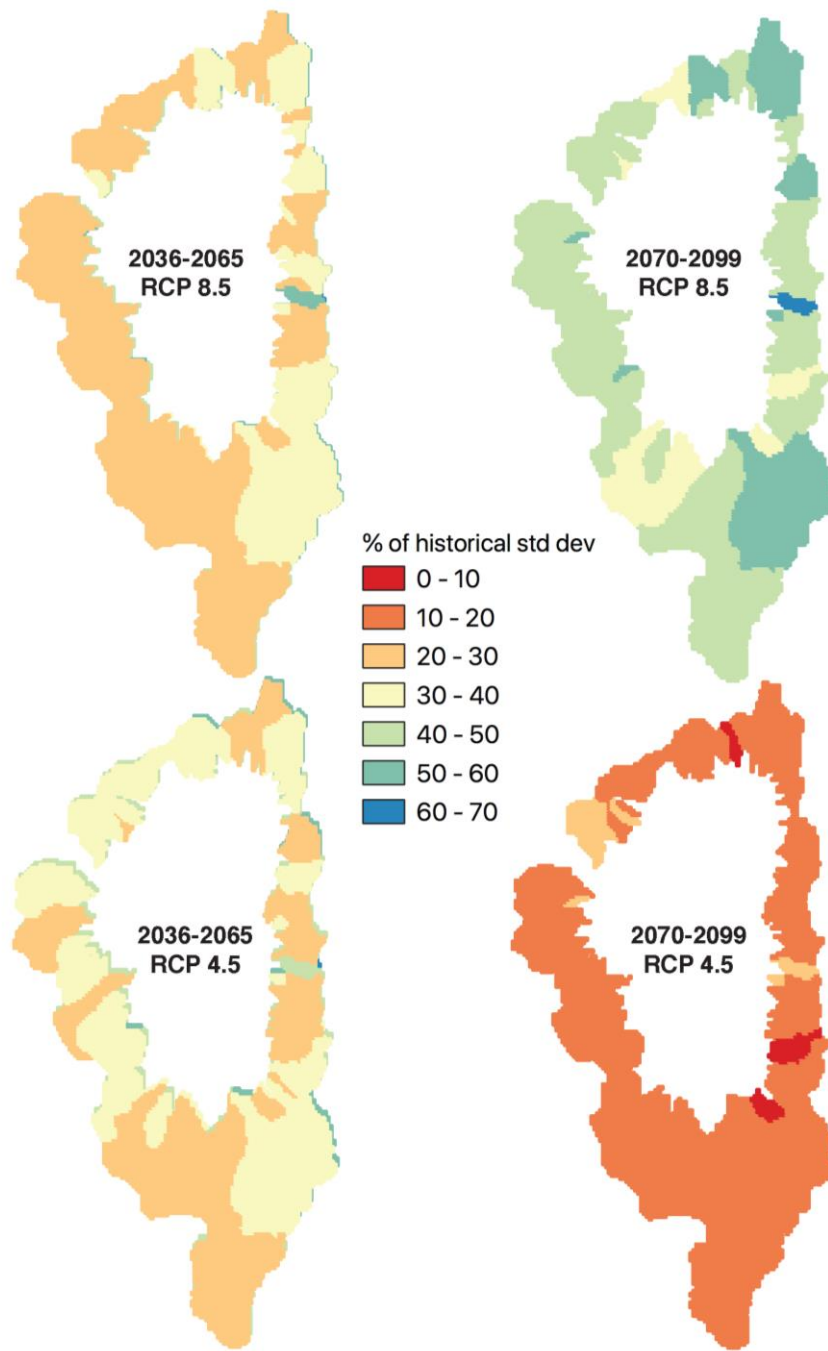 2036-2065
RCP 8.5
2070-2099
RCP 8.5
% of historical std dev
0 - 10
10 - 20
20 - 30
30 - 40
40 - 50
50 - 60
60 - 70
2036-2065
RCP 4.5
2070-2099
RCP 4.5